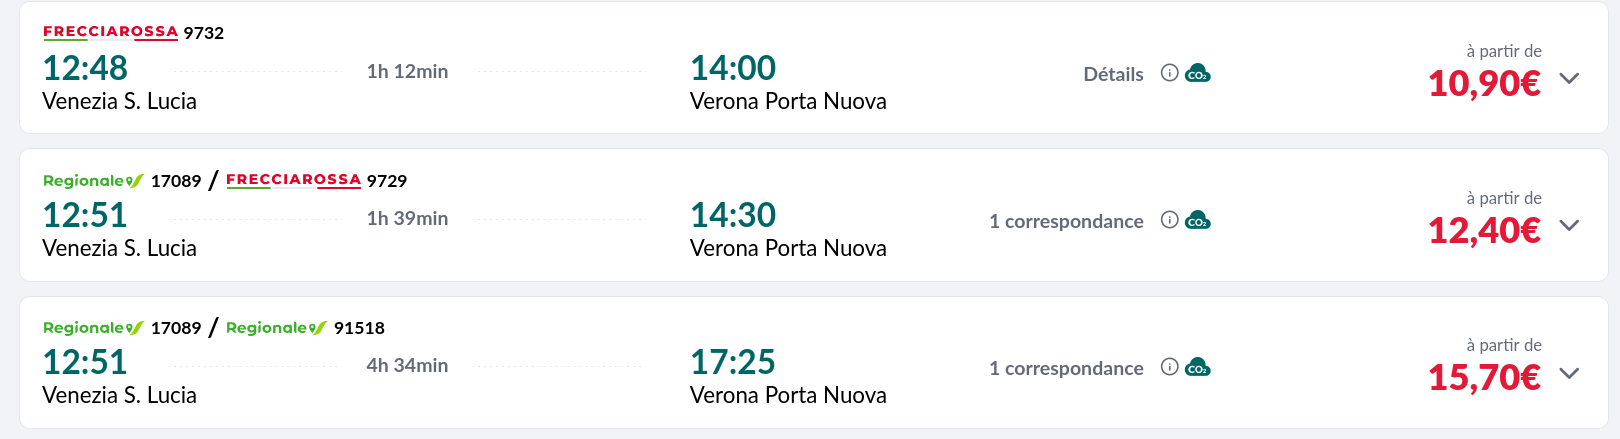 FRECCIAROSSA 9732
12:48 1h 12min 14:00 Détails CO₂ à partir de 10,90€
Venezia S. Lucia Verona Porta Nuova
Regionale 17089 / FRECCIAROSSA 9729
12:51 1h 39min 14:30 1 correspondance CO₂ à partir de 12,40€
Venezia S. Lucia Verona Porta Nuova
Regionale 17089 / Regionale 91518
12:51 4h 34min 17:25 1 correspondance CO₂ à partir de 15,70€
Venezia S. Lucia Verona Porta Nuova